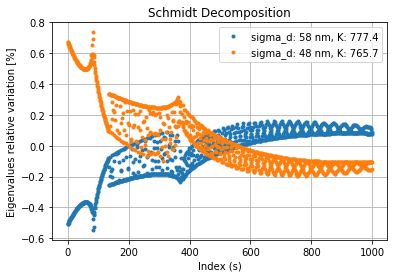 Schmidt Decomposition
Eigenvalues relative variation [%]
0.8
0.6
0.4
0.2
0.0
−0.2
−0.4
−0.6
sigma_d: 58 nm, K: 777.4
sigma_d: 48 nm, K: 765.7
0 200 400 600 800 1000
Index (s)